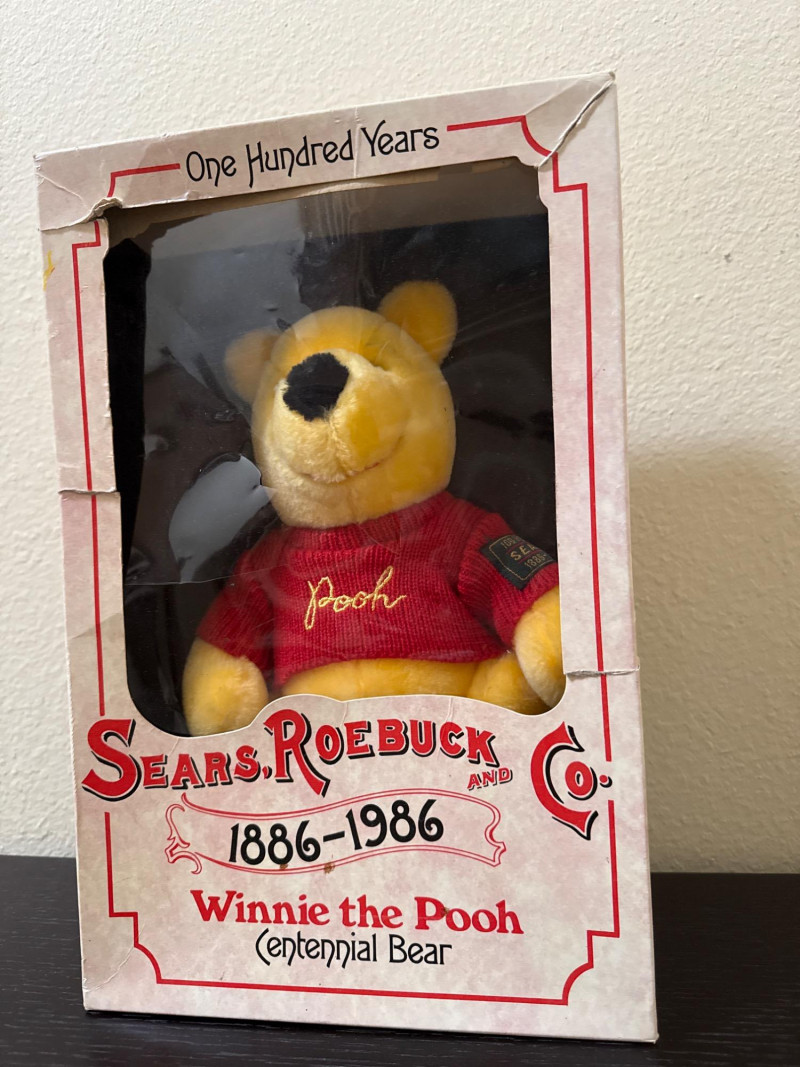 One Hundred Years
Pooh
SEARS, ROEBUCK AND Co.
1886-1986
Winnie the Pooh
Centennial Bear